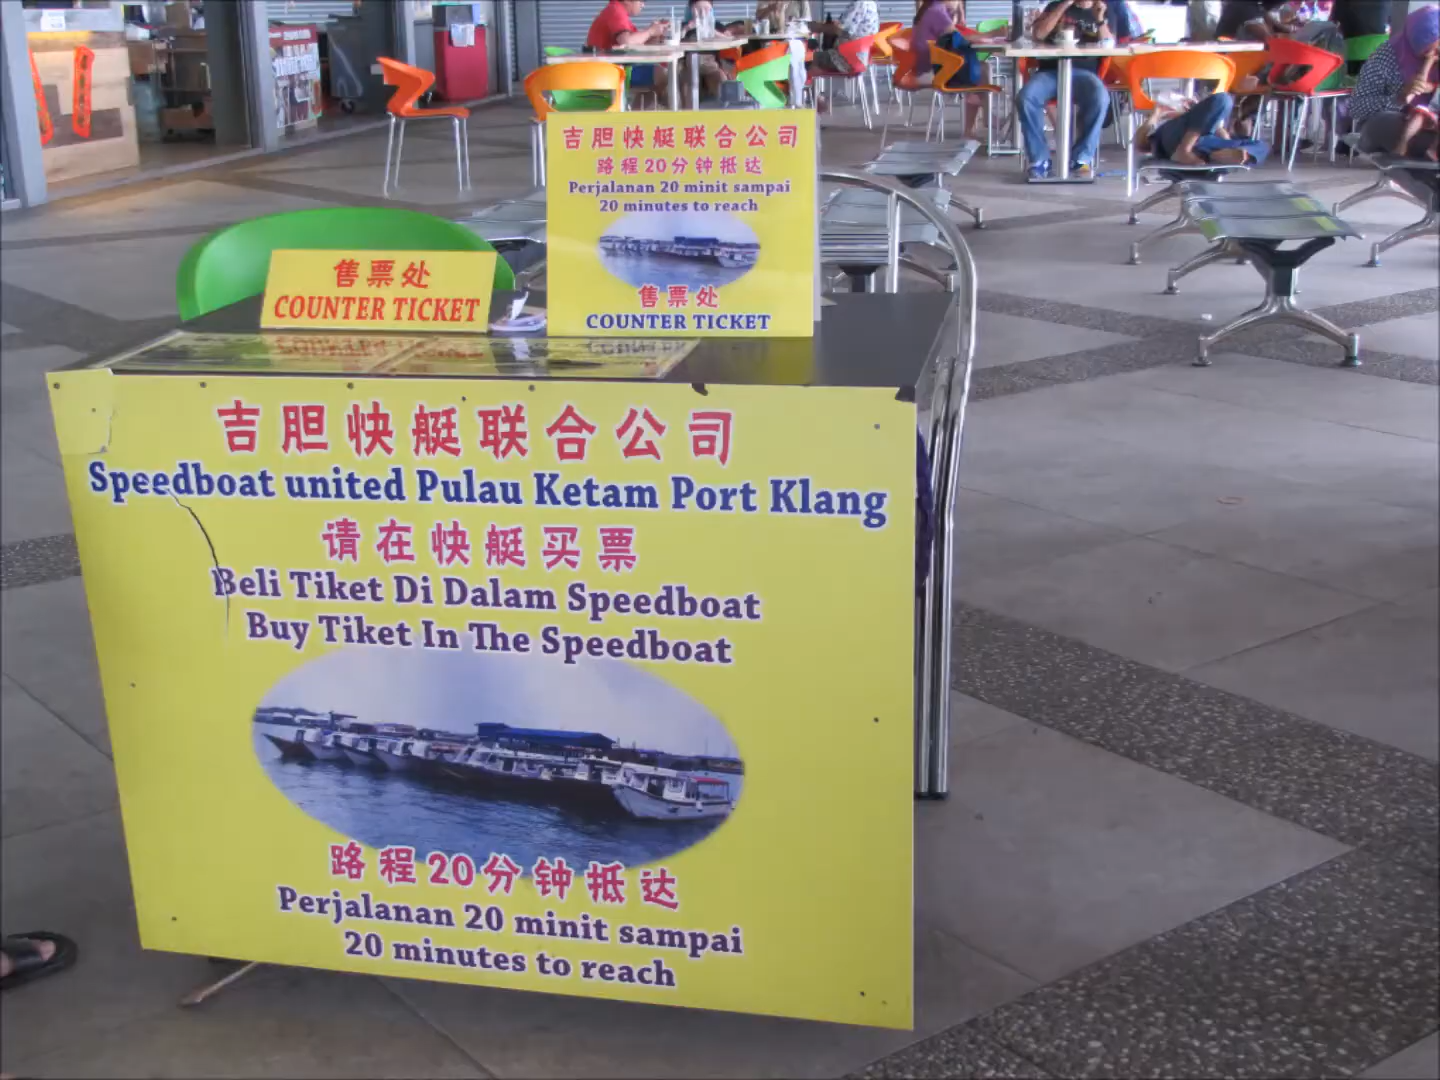 吉胆快艇联合公司
路程20分钟抵达
Perjalanan 20 minit sampai
20 minutes to reach
售票处
COUNTER TICKET
售票处
COUNTER TICKET
吉胆快艇联合公司
Speedboat united Pulau Ketam Port Klang
请在快艇买票
Beli Tiket Di Dalam Speedboat
Buy Tiket In The Speedboat
路程20分钟抵达
Perjalanan 20 minit sampai
20 minutes to reach